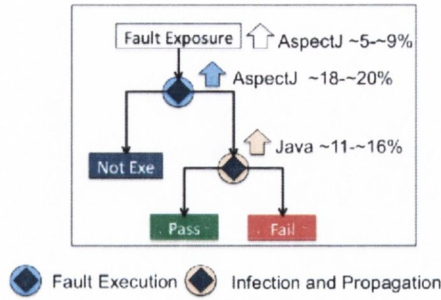 Fault Exposure AspectJ ~5-~9%
AspectJ ~18-~20%
Not Exe
Java ~11-~16%
Pass Fail
Fault Execution Infection and Propagation